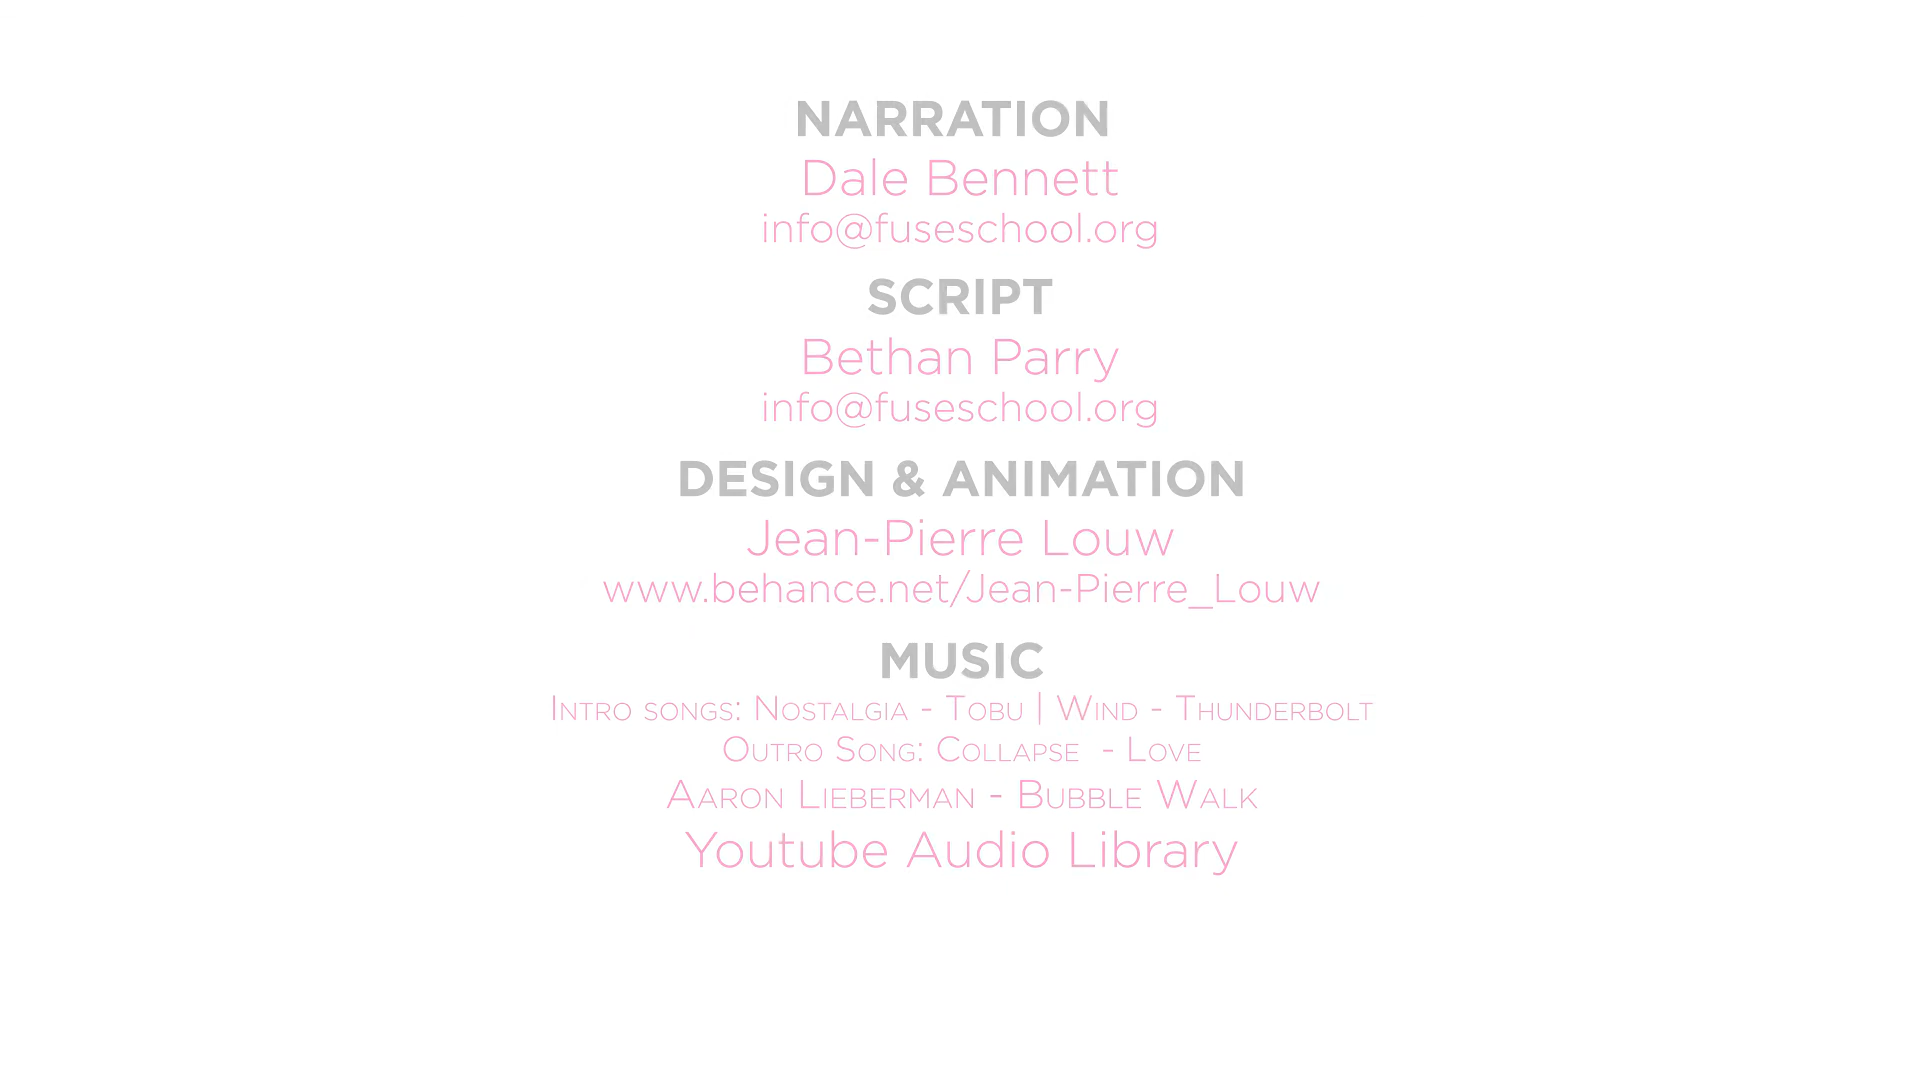 NARRATION
Dale Bennett
info@fuseschool.org
SCRIPT
Bethan Parry
info@fuseschool.org
DESIGN & ANIMATION
Jean-Pierre Louw
www.behance.net/Jean-Pierre_Louw
MUSIC
Intro songs: Nostalgia - Tobu | Wind - Thunderbolt
Outro Song: Collapse - Love
Aaron Lieberman - Bubble Walk
Youtube Audio Library